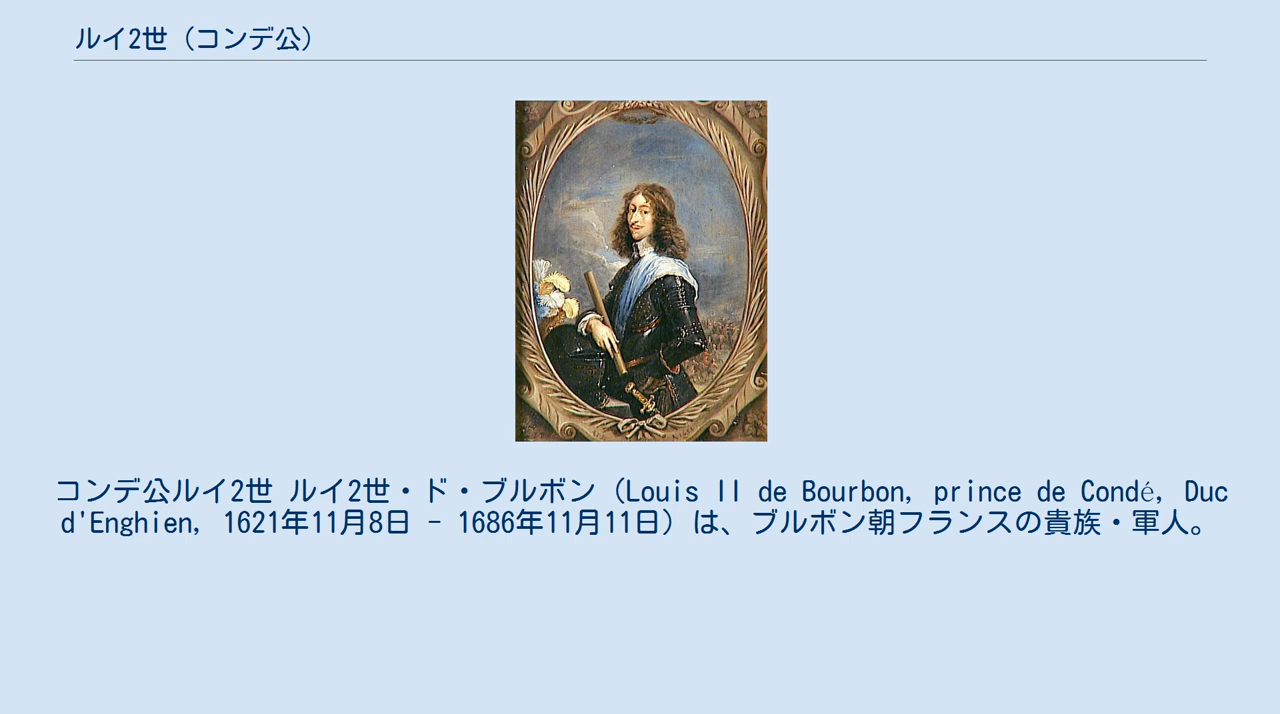 ルイ2世（コンデ公）
コンデ公ルイ2世 ルイ2世・ド・ブルボン（Louis II de Bourbon, prince de Condé, Duc
d'Enghien, 1621年11月8日 - 1686年11月11日）は、ブルボン朝フランスの貴族・軍人。